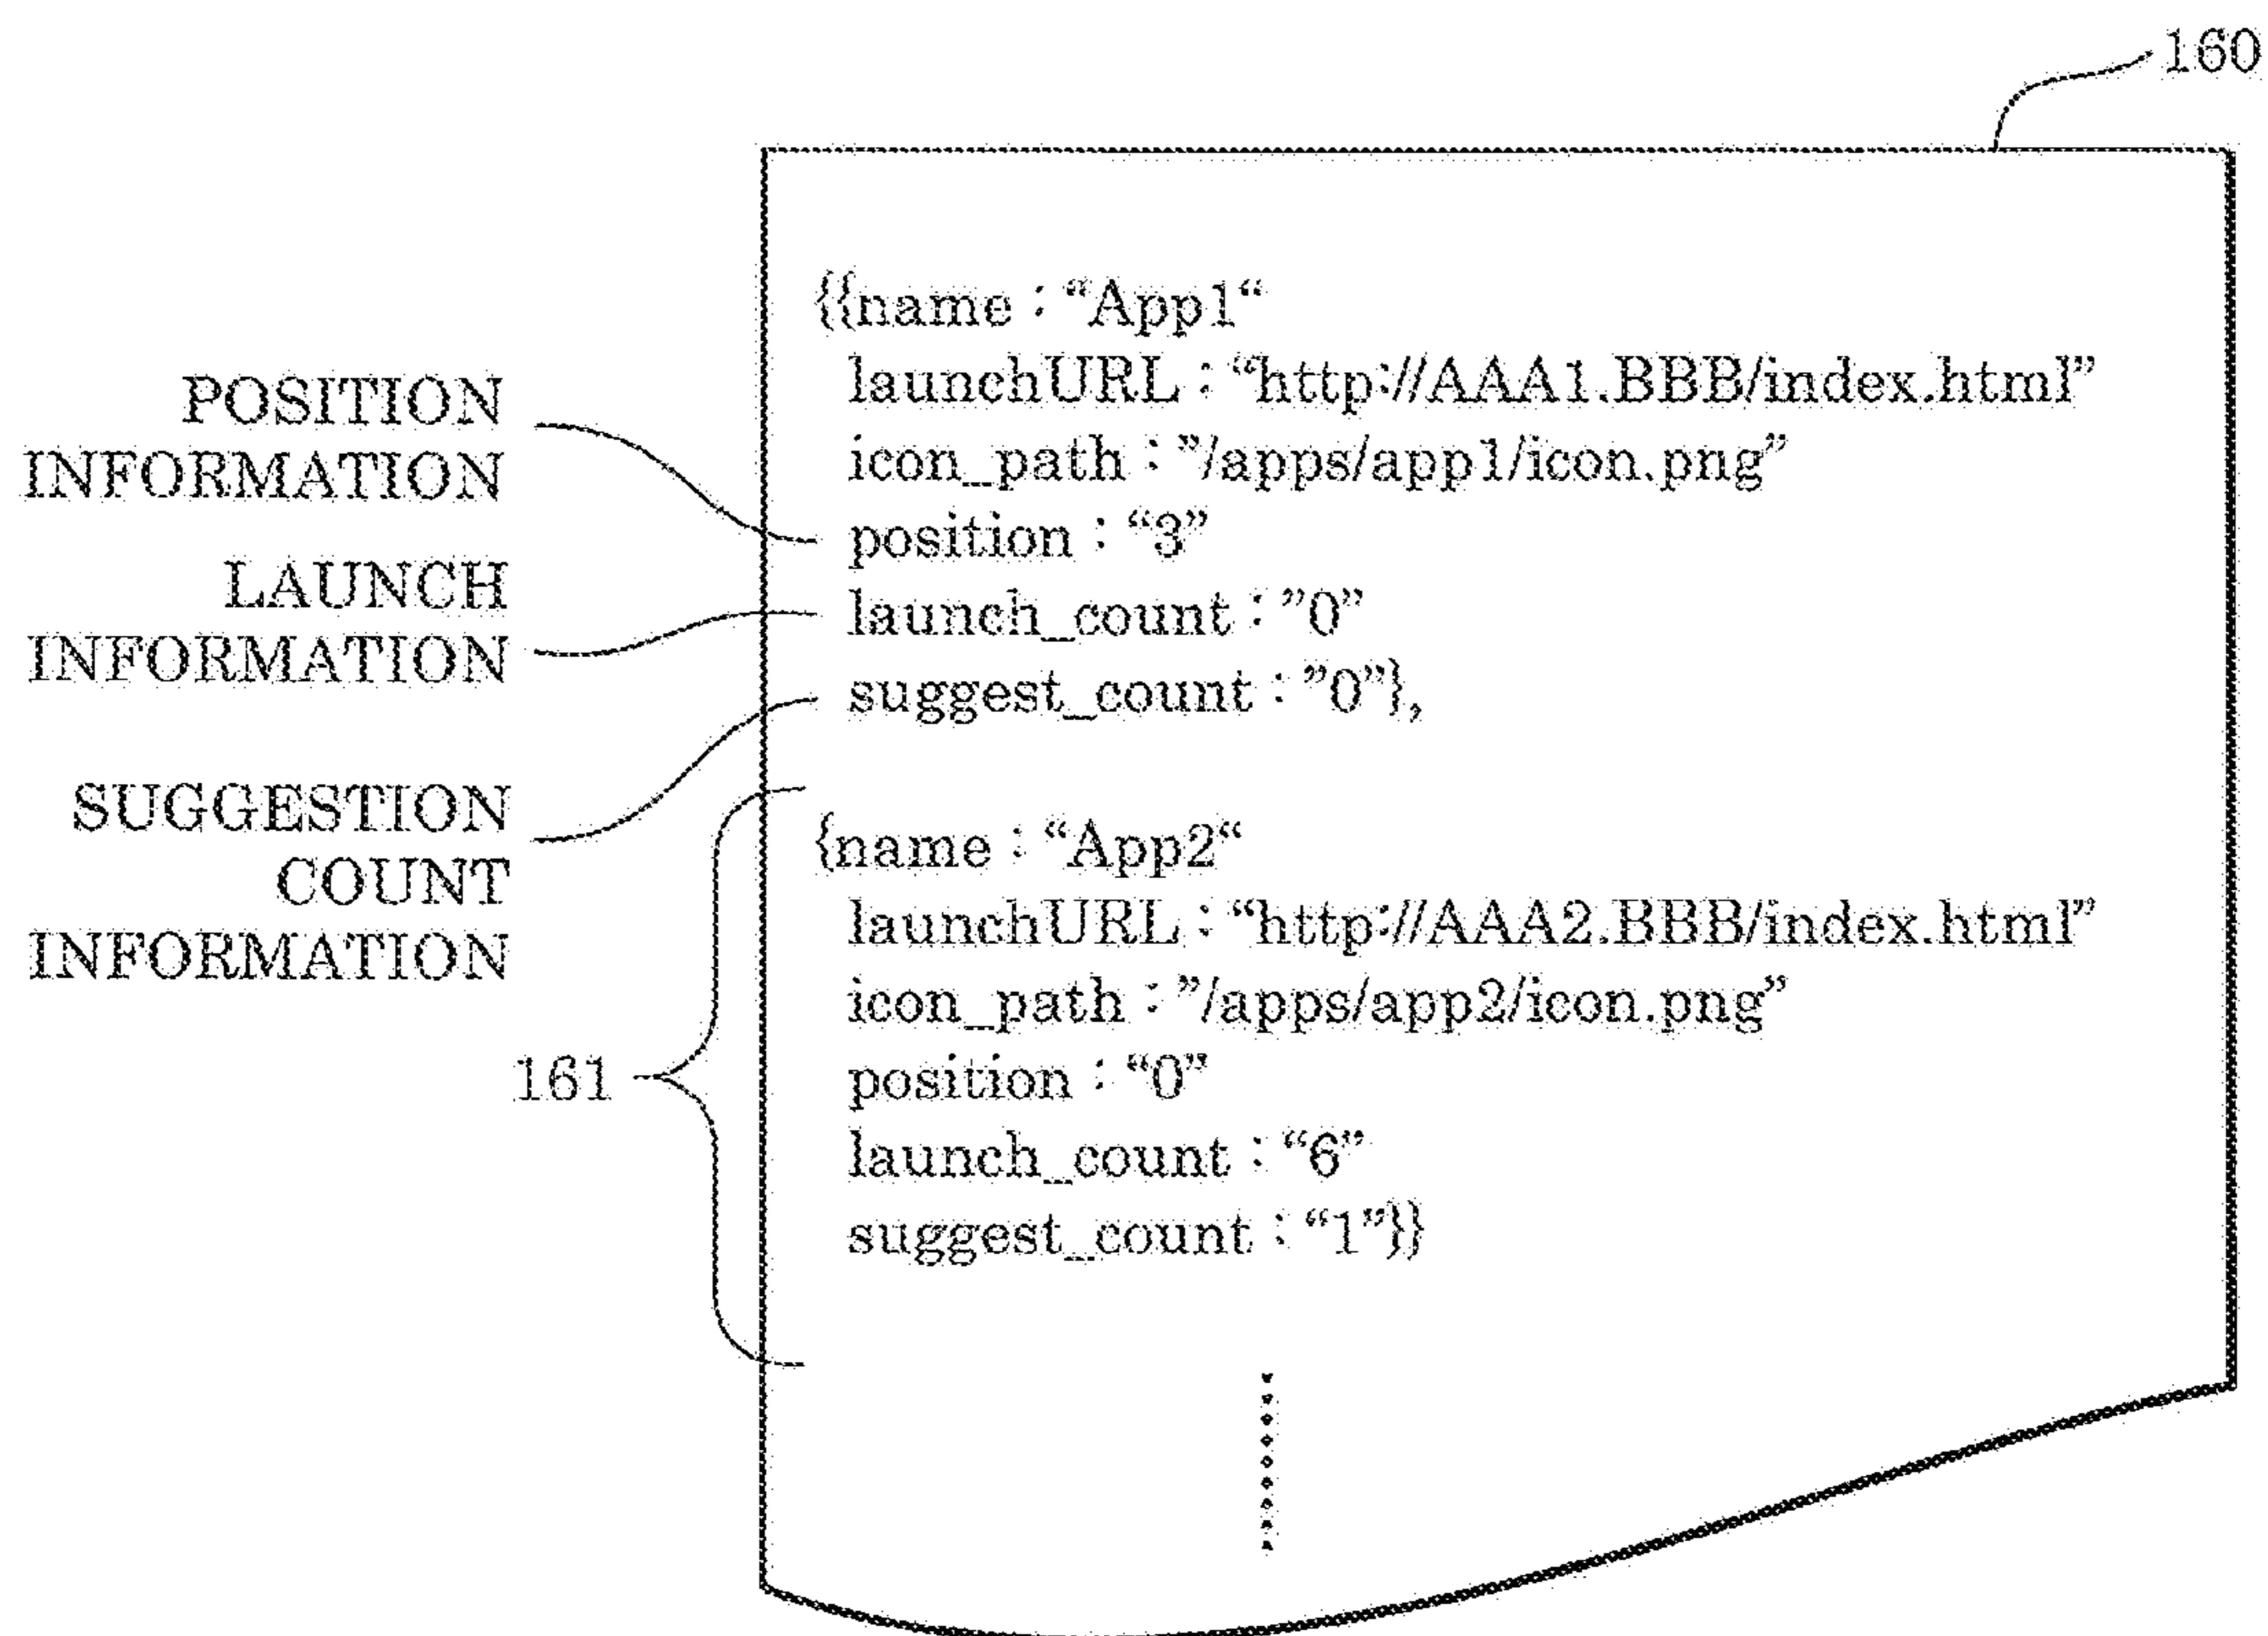 160
{{name : “App1“
launchURL : “http://AAA1.BBB/index.html”
icon_path : ”/apps/app1/icon.png”
position : “3”
launch_count : ”0”
suggest_count : ”0”},
POSITION
INFORMATION
LAUNCH
INFORMATION
SUGGESTION
COUNT
INFORMATION
161
{name : “App2“
launchURL : “http://AAA2.BBB/index.html”
icon_path : ”/apps/app2/icon.png”
position : “0”
launch_count : “6”
suggest_count : “1”}}